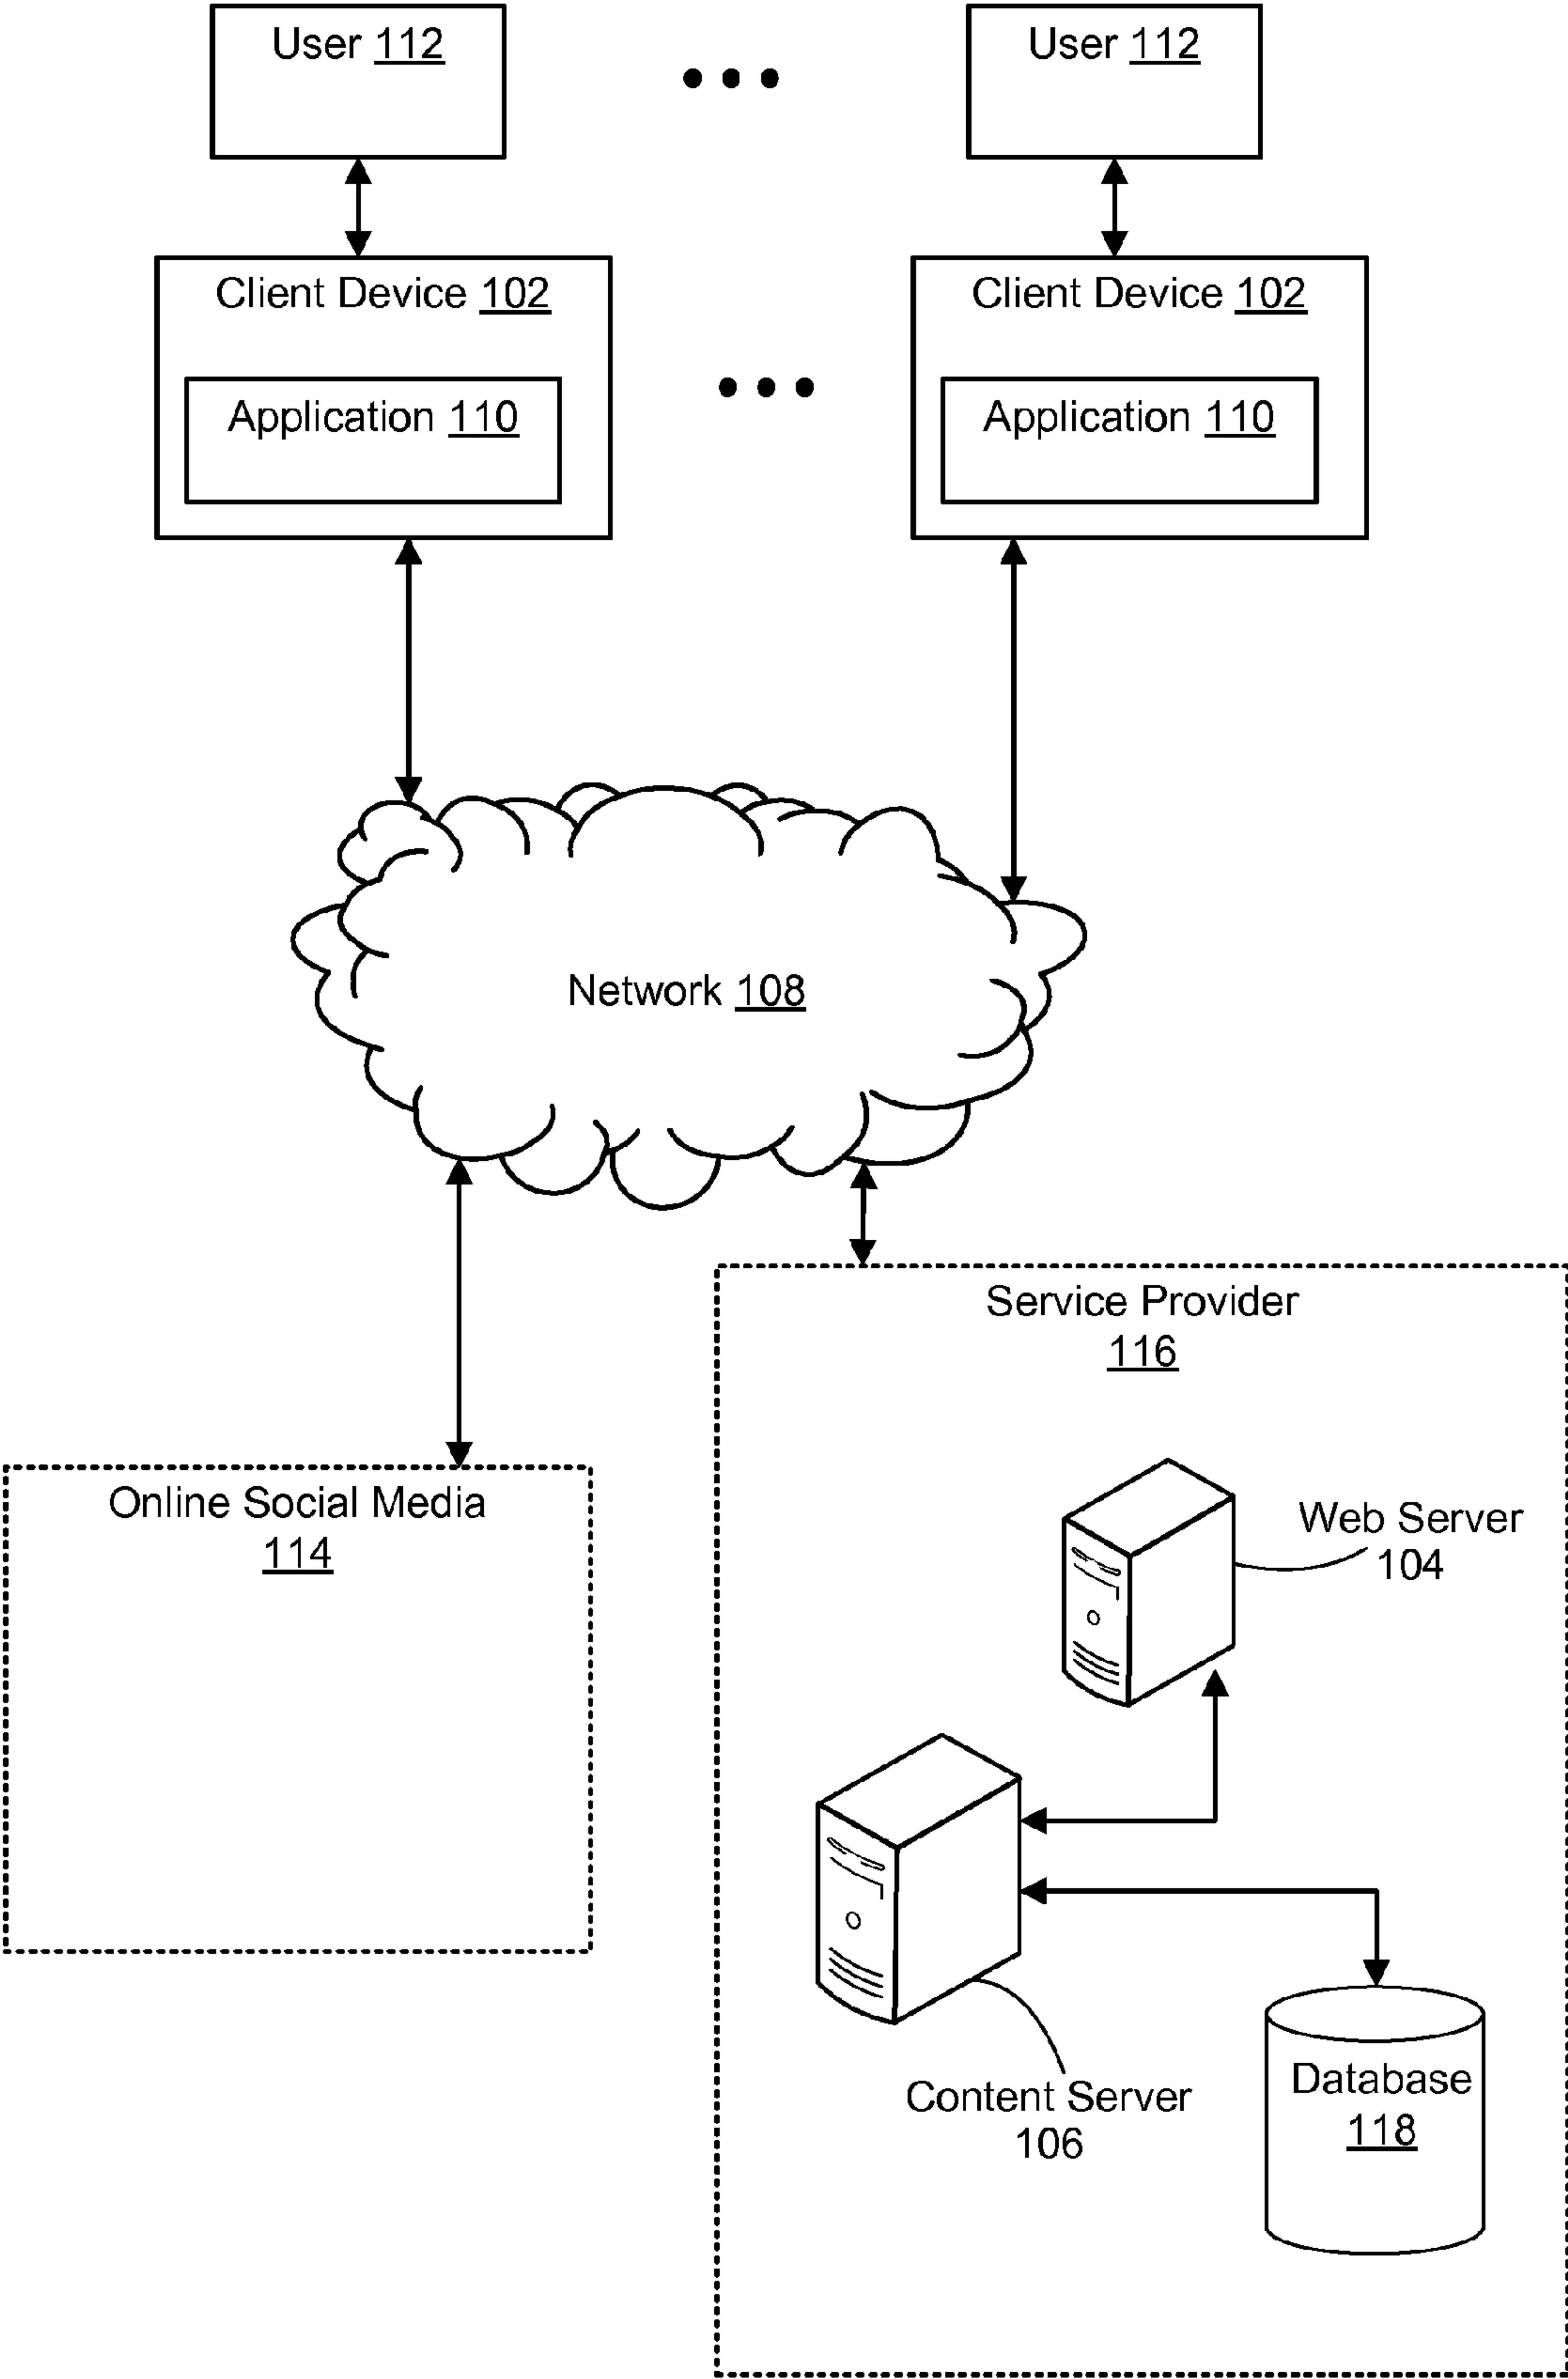 User 112
User 112
Client Device 102
Client Device 102
Application 110
Application 110
Network 108
Service Provider
116
Online Social Media
114
Web Server
104
Content Server
106
Database
118